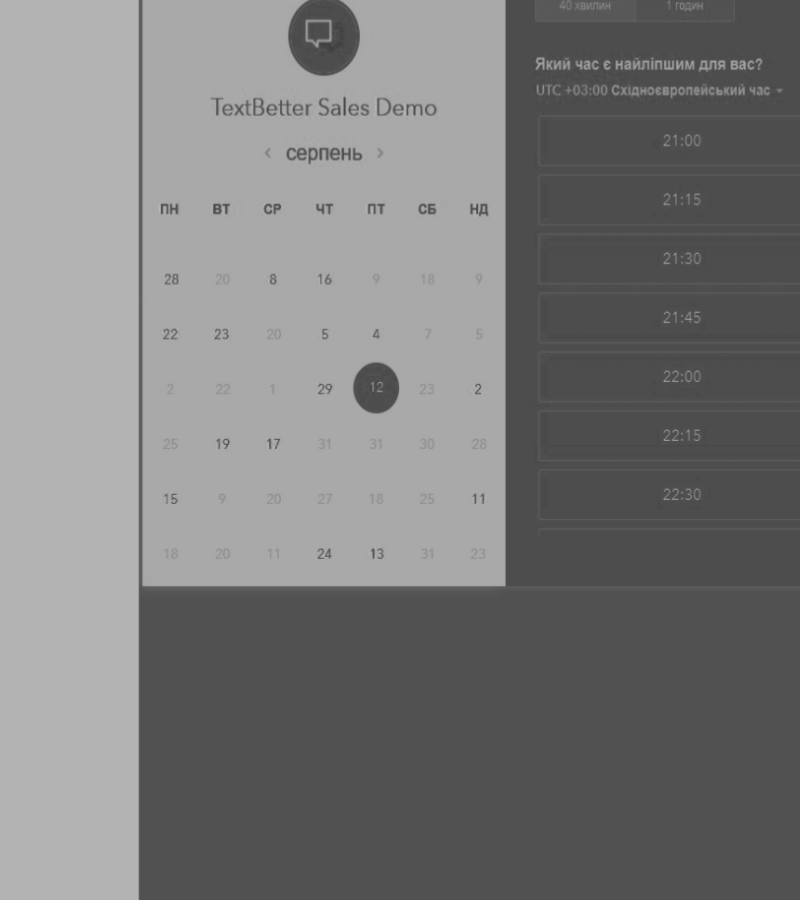 TextBetter Sales Demo
< серпень >
ПН ВТ СР ЧТ ПТ СБ НД
28 20 8 16 9 18 9
22 23 20 5 4 7 5
2 22 1 29 12 23 2
25 19 17 31 31 30 28
15 9 20 27 18 25 11
18 20 11 24 13 31 23
40 хвилин 1 годин
Який час є найліпшим для вас?
UTC +03:00 Східноєвропейський час
21:00
21:15
21:30
21:45
22:00
22:15
22:30